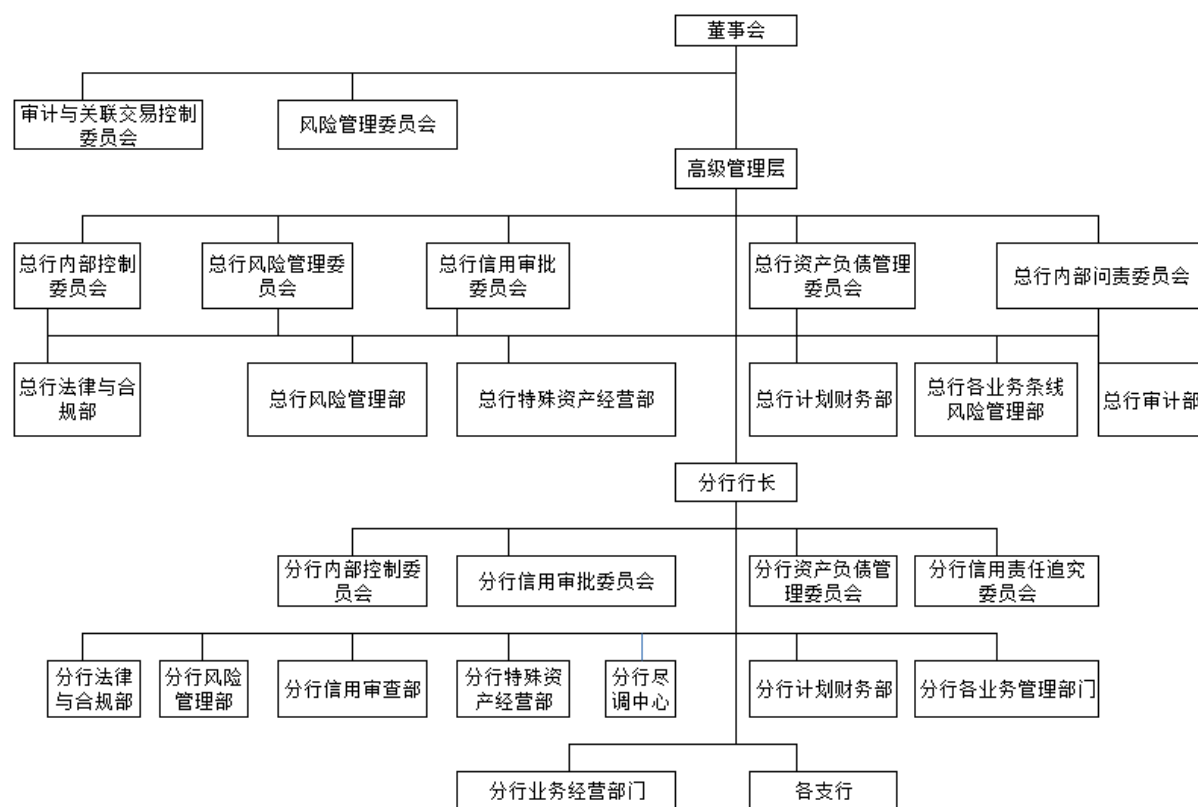 董事会
审计与关联交易控制
委员会
风险管理委员会
高级管理层
总行内部控制
委员会
总行风险管理委
员会
总行信用审批
委员会
总行资产负债管理
委员会
总行内部问责委员会
总行法律与合
规部
总行风险管理部
总行特殊资产经营部
总行计划财务部
总行各业务条线
风险管理部
总行审计部
分行行长
分行内部控制委
员会
分行信用审批委员会
分行资产负债管
理委员会
分行信用责任追究
委员会
分行法律
与合规部
分行风险
管理部
分行信用审查部
分行特殊资
产经营部
分行尽
调中心
分行计划财务部
分行各业务管理部门
分行业务经营部门
各支行